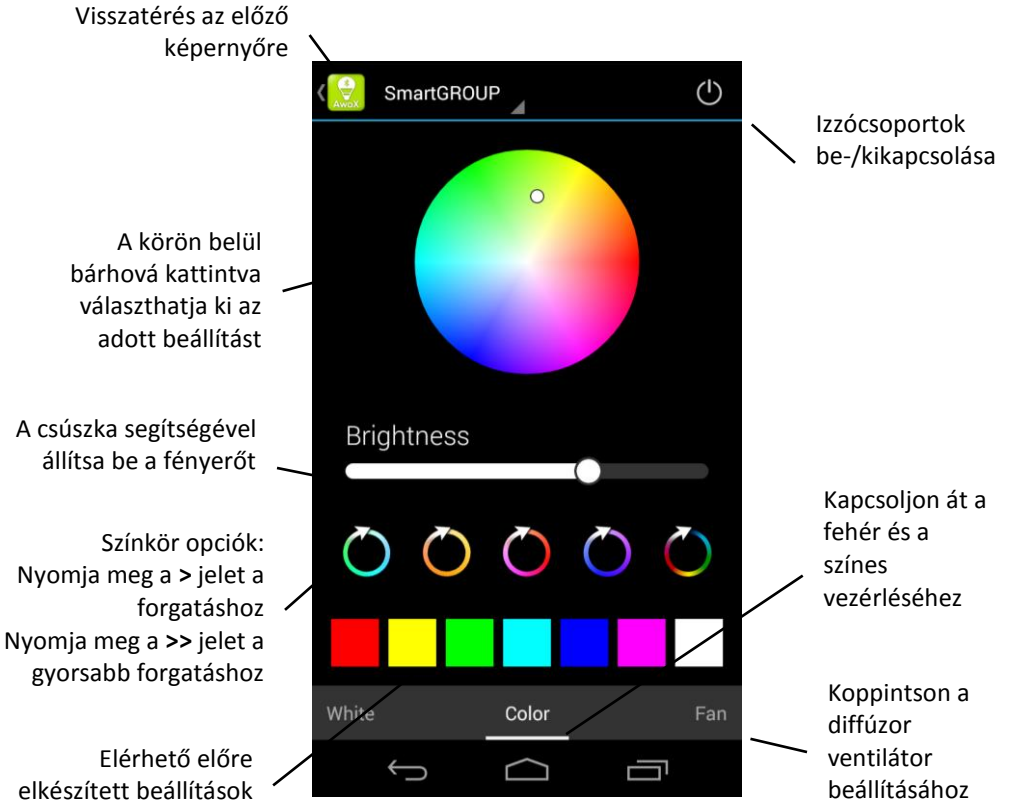 Visszatérés az előző
képernyőre
AwoX
SmartGROUP
Izzócsoportok
be-/kikapcsolása
A körön belül
bárhová kattintva
választhatja ki az
adott beállítást
A csúszka segítségével
állítsa be a fényerőt
Brightness
Színkör opciók:
Nyomja meg a > jelet a
forgatáshoz
Nyomja meg a >> jelet a
gyorsabb forgatáshoz
Kapcsoljon át a
fehér és a
színes
vezérléséhez
White
Color
Fan
Elérhető előre
elkészített beállítások
Koppintson a
diffúzor
ventilátor
beállításához